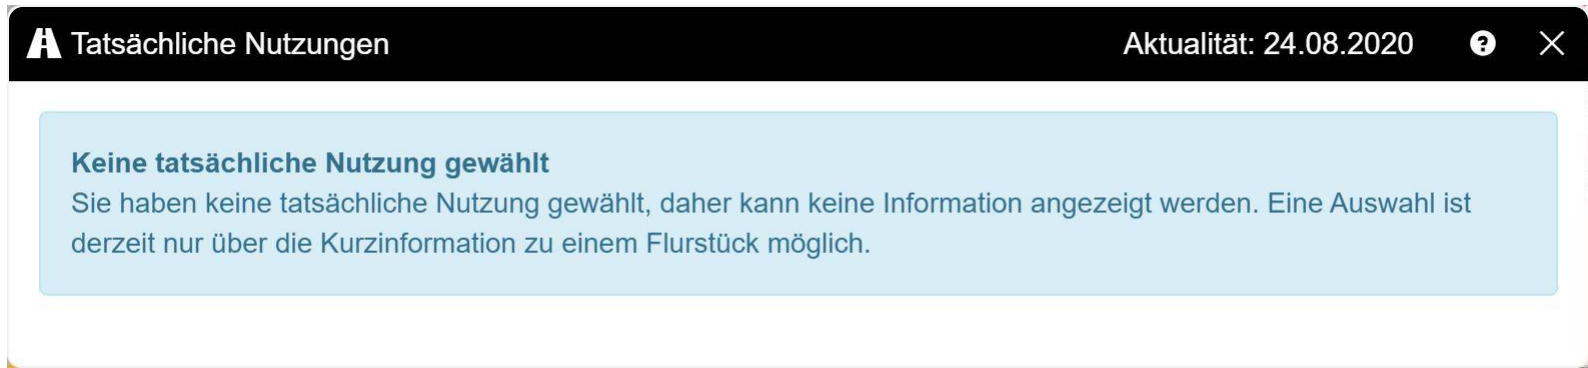 Tatsächliche Nutzungen
Aktualität: 24.08.2020
Keine tatsächliche Nutzung gewählt
Sie haben keine tatsächliche Nutzung gewählt, daher kann keine Information angezeigt werden. Eine Auswahl ist
derzeit nur über die Kurzinformation zu einem Flurstück möglich.